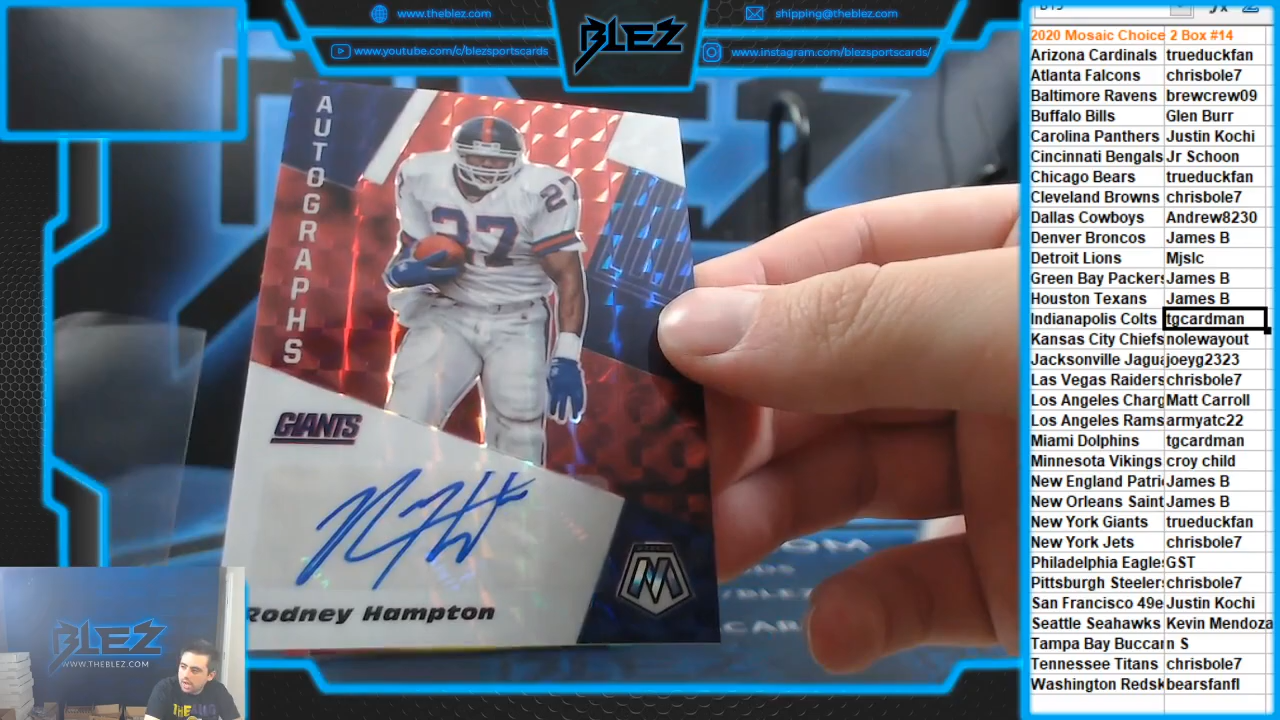 www.theblez.com
shipping@theblez.com
www.youtube.com/c/blezsportscards
BLEZ
www.instagram.com/blezsportscards/
AUTOGRAPHS
27
27
GIANTS
Rodney Hampton
M
BLEZ
WWW.THEBLEZ.COM
THE
2020 Mosaic Choice 2 Box #14
Arizona Cardinals trueduckfan
Atlanta Falcons chrisbole7
Baltimore Ravens brewcrew09
Buffalo Bills Glen Burr
Carolina Panthers Justin Kochi
Cincinnati Bengals Jr Schoon
Chicago Bears trueduckfan
Cleveland Browns chrisbole7
Dallas Cowboys Andrew8230
Denver Broncos James B
Detroit Lions Mjslc
Green Bay Packers James B
Houston Texans James B
Indianapolis Colts tgcardman
Kansas City Chiefs nolewayout
Jacksonville Jagua joeyg2323
Las Vegas Raiders chrisbole7
Los Angeles Charg Matt Carroll
Los Angeles Rams armyatc22
Miami Dolphins tgcardman
Minnesota Vikings croy child
New England Patri James B
New Orleans Saint James B
New York Giants trueduckfan
New York Jets chrisbole7
Philadelphia Eagle GST
Pittsburgh Steeler chrisbole7
San Francisco 49e Justin Kochi
Seattle Seahawks Kevin Mendoza
Tampa Bay Buccan n S
Tennessee Titans chrisbole7
Washington Redsk bearsfanfl